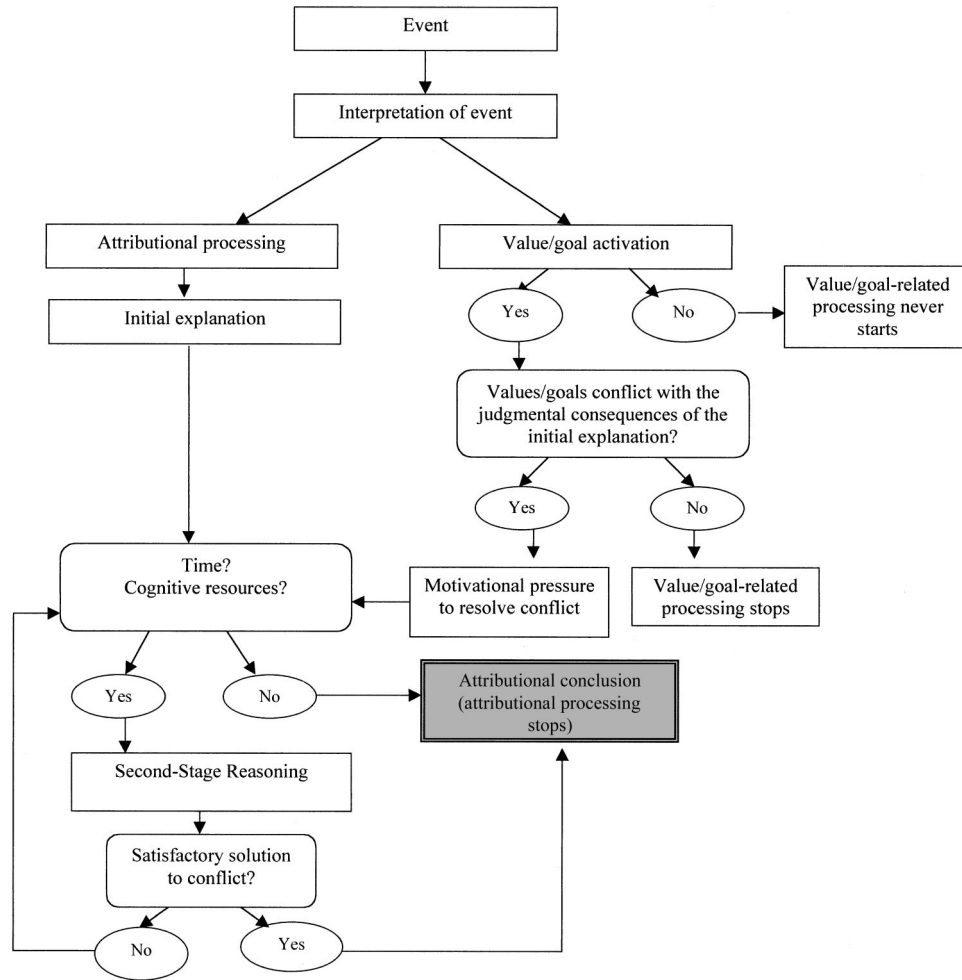 Event
Interpretation of event
Attributional processing
Value/goal activation
Initial explanation
Yes
No
Value/goal-related
processing never
starts
Values/goals conflict with the
judgmental consequences of the
initial explanation?
Yes
No
Time?
Cognitive resources?
Motivational pressure
to resolve conflict
Value/goal-related
processing stops
Yes
No
Attributional conclusion
(attributional processing
stops)
Second-Stage Reasoning
Satisfactory solution
to conflict?
No
Yes